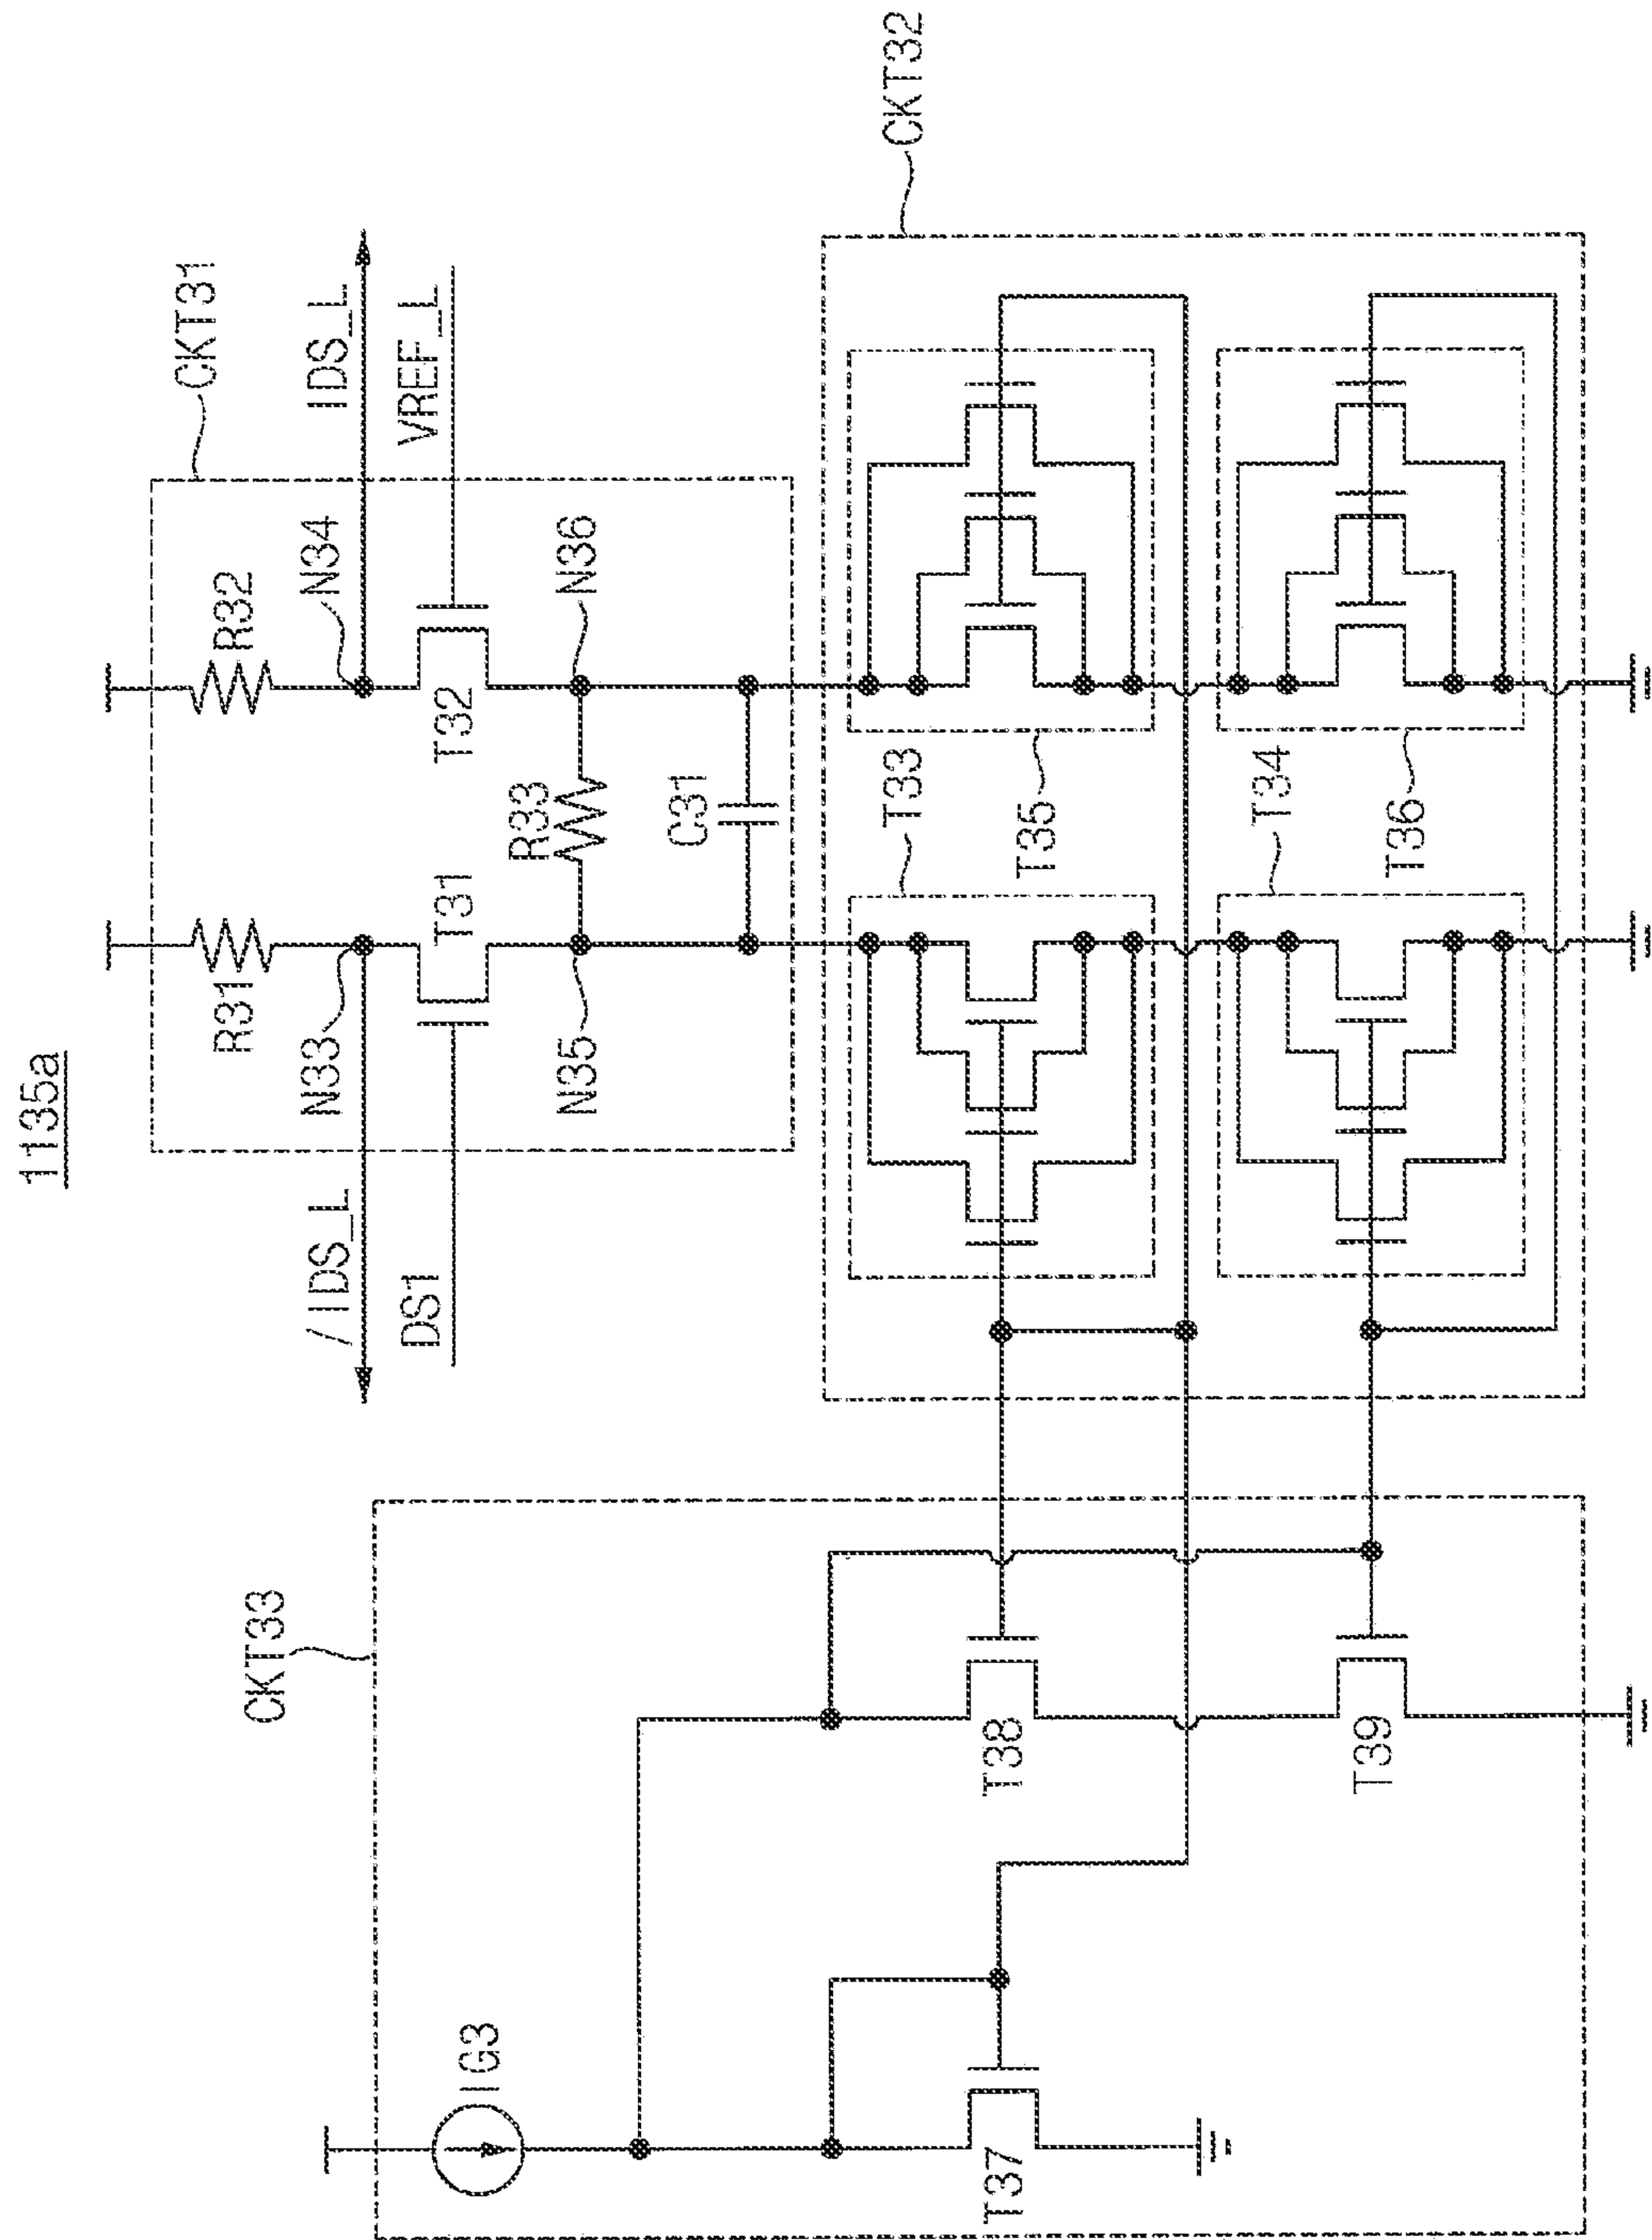 1135a
CKT31
R31
R32
N33
N34
/IDS_L
IDS_L
DS1
VREF_L
T31
T32
R33
N35
N36
C31
CKT33
IG3
CKT32
T33
T35
T37
T38
T34
T36
T39